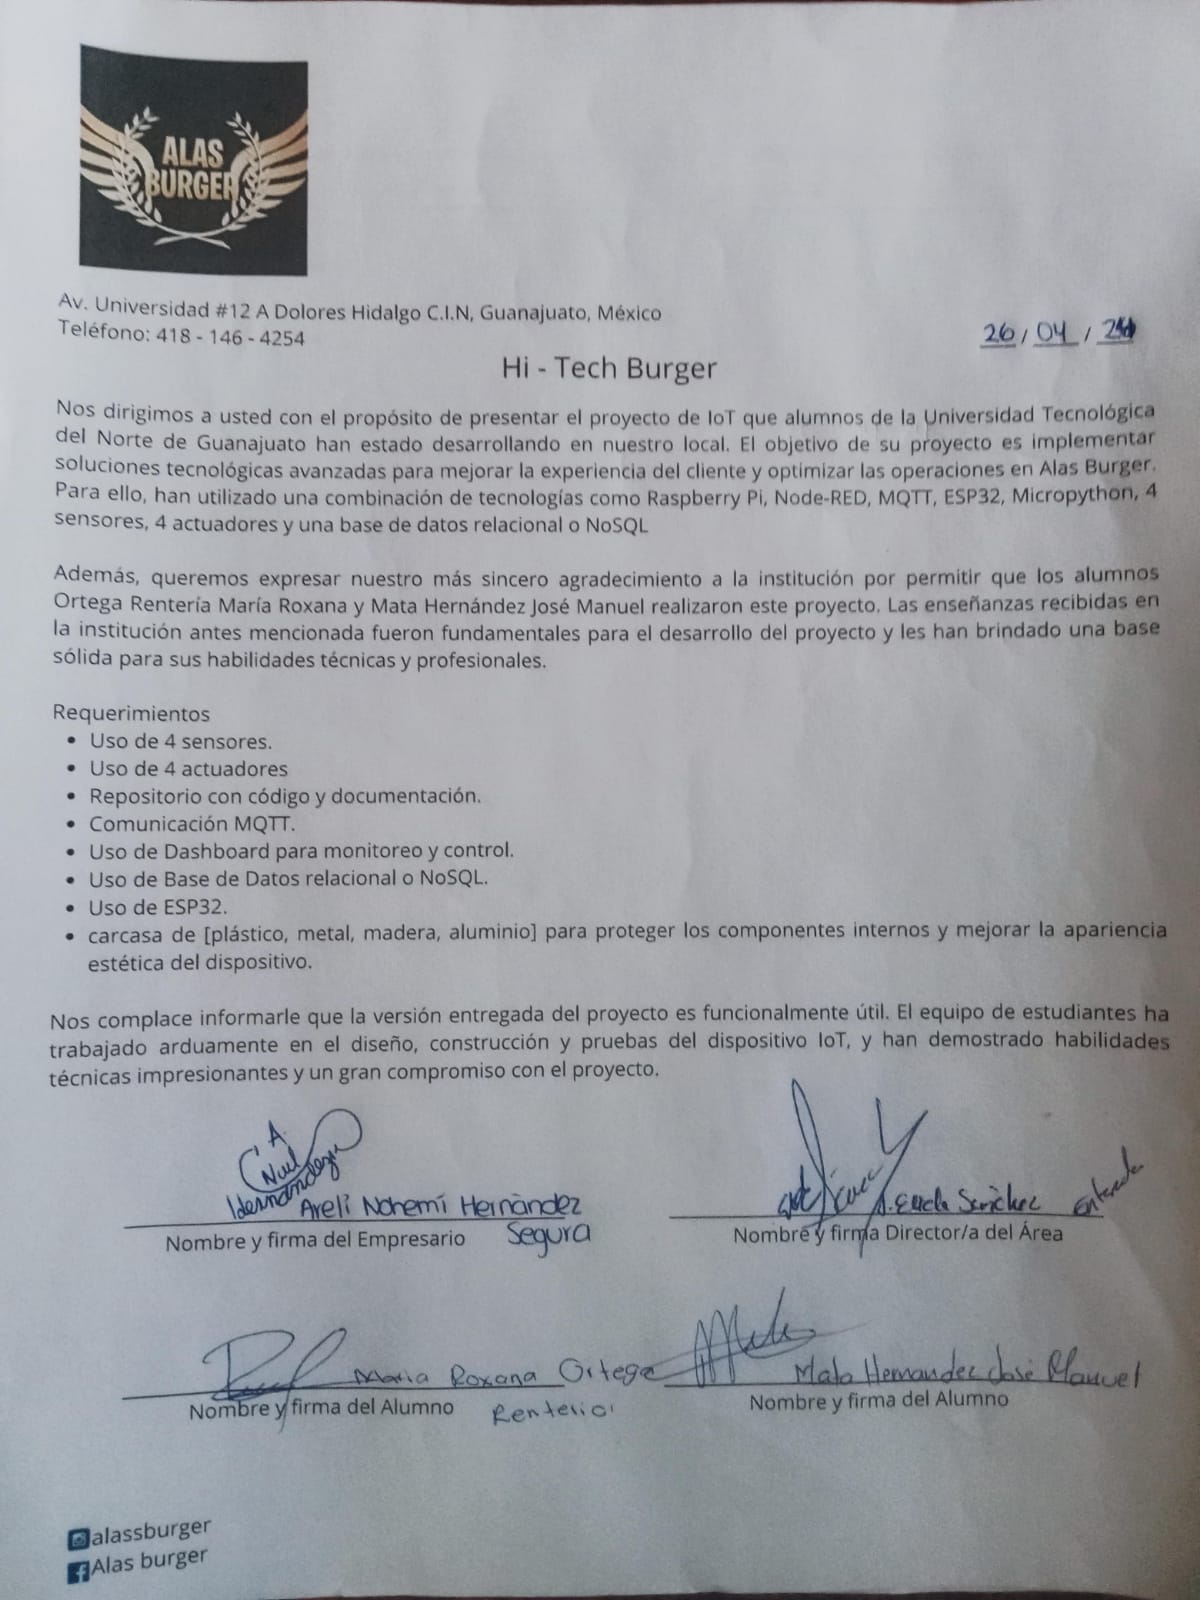 ALAS
BURGER
Av. Universidad #12 A Dolores Hidalgo C.I.N, Guanajuato, México
Teléfono: 418 - 146 - 4254
26 / 04 /
Hi - Tech Burger
Nos dirigimos a usted con el propósito de presentar el proyecto de IoT que alumnos de la Universidad Tecnológica
del Norte de Guanajuato han estado desarrollando en nuestro local. El objetivo de su proyecto es implementar
soluciones tecnológicas avanzadas para mejorar la experiencia del cliente y optimizar las operaciones en Alas Burger.
Para ello, han utilizado una combinación de tecnologías como Raspberry Pi, Node-RED, MQTT, ESP32, Micropython, 4
sensores, 4 actuadores y una base de datos relacional o NoSQL
Además, queremos expresar nuestro más sincero agradecimiento a la institución por permitir que los alumnos
Ortega Rentería María Roxana y Mata Hernández José Manuel realizaron este proyecto. Las enseñanzas recibidas en
la institución antes mencionada fueron fundamentales para el desarrollo del proyecto y les han brindado una base
sólida para sus habilidades técnicas y profesionales.
Requerimientos
• Uso de 4 sensores.
• Uso de 4 actuadores
• Repositorio con código y documentación.
• Comunicación MQTT.
• Uso de Dashboard para monitoreo y control.
• Uso de Base de Datos relacional o NoSQL.
• Uso de ESP32.
• carcasa de [plástico, metal, madera, aluminio] para proteger los componentes internos y mejorar la apariencia
estética del dispositivo.
Nos complace informarle que la versión entregada del proyecto es funcionalmente útil. El equipo de estudiantes ha
trabajado arduamente en el diseño, construcción y pruebas del dispositivo IoT, y han demostrado habilidades
técnicas impresionantes y un gran compromiso con el proyecto.
A.
Hernández
Areli Nohemí Hernández
Segura
Nombre y firma del Empresario
Sánchez Enterada
Nombre y firma Director/a del Área
Maria Roxana Ortega
Renteria
Nombre y firma del Alumno
Mata Hernandez José Manuel
Nombre y firma del Alumno
alassburger
Alas burger